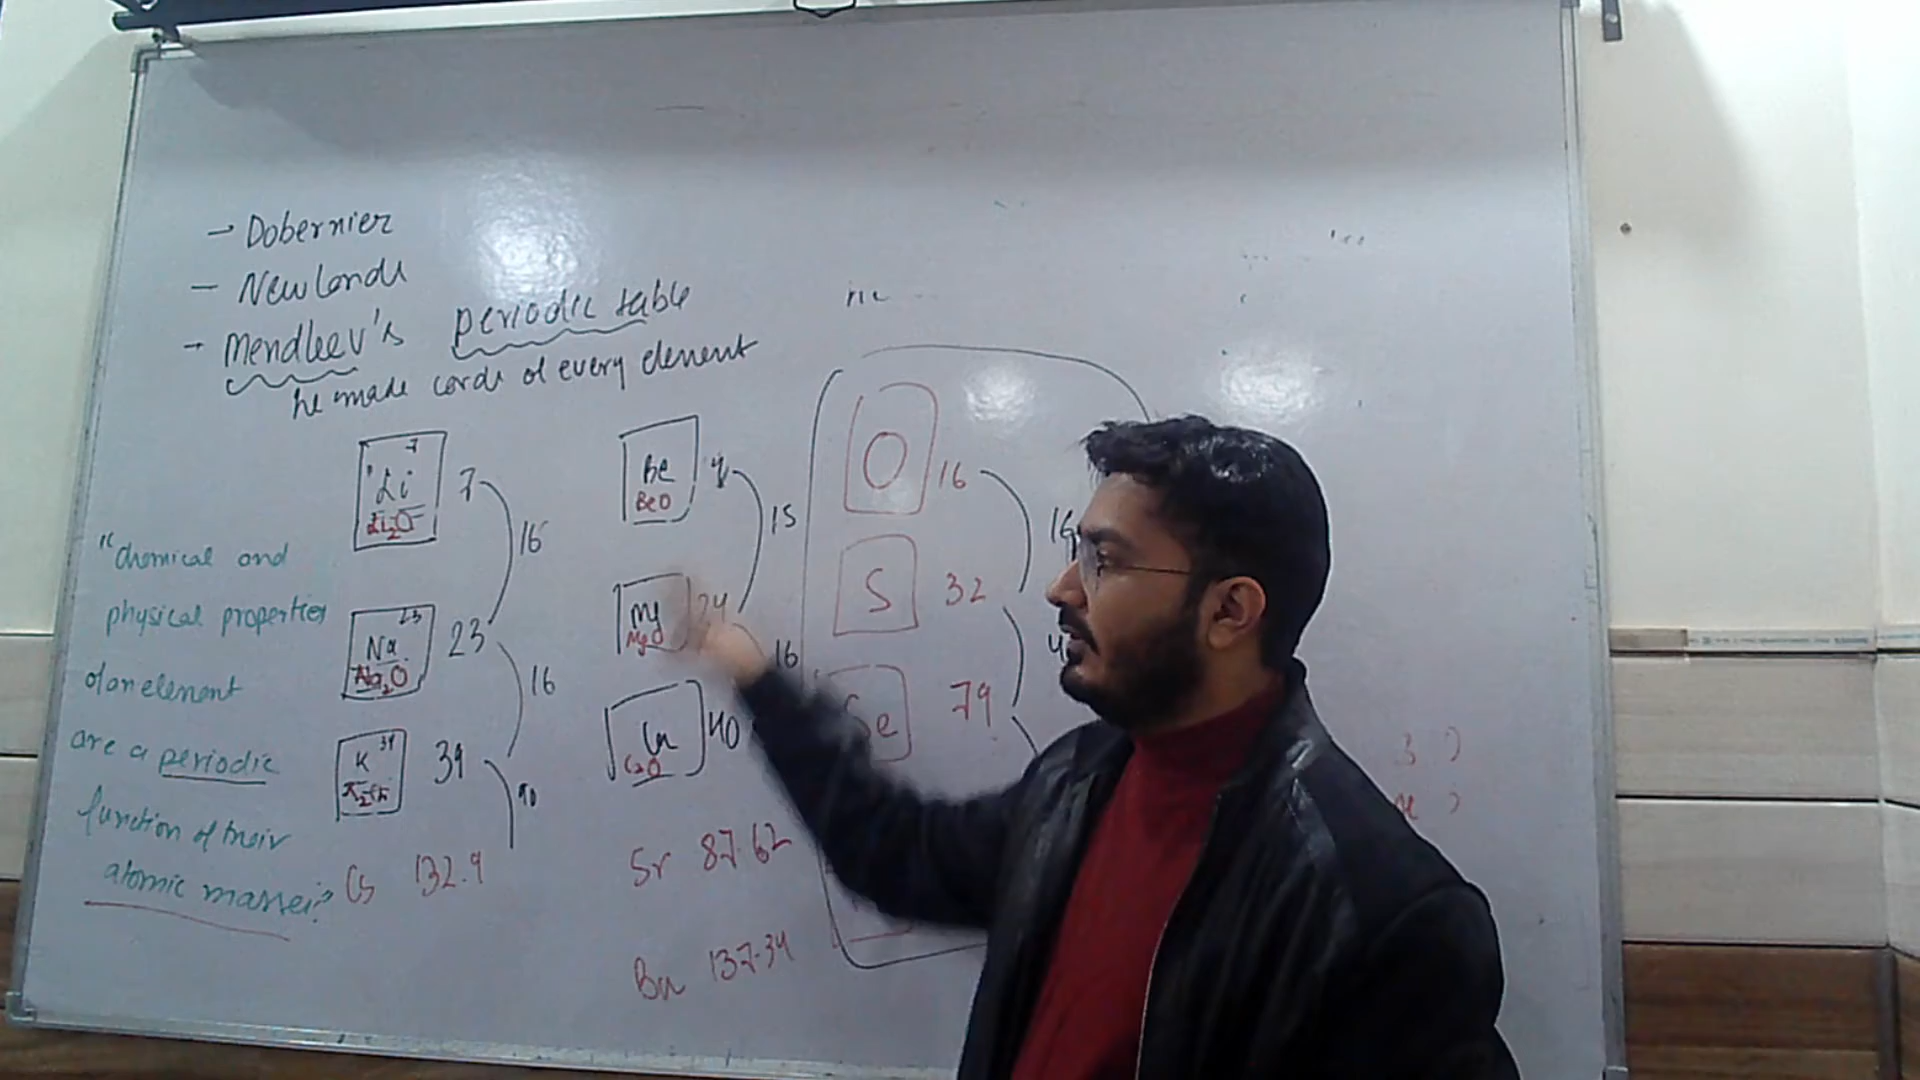 → Dobernier
— Newlands
→ Mendleev's periodic table
he made cards of every element
"chemical and
physical properties
of an element
are a periodic
function of their
atomic masses"
7
Li
Li2O
7
16
23
Na
Na2O
23
16
39
K
39
90
Cs 132.9
Be
BeO
9
15
Mg
MgO
24
16
Ca
CaO
40
Sr 87.62
Ba 137.34
O
16
16
S
32
Se
79